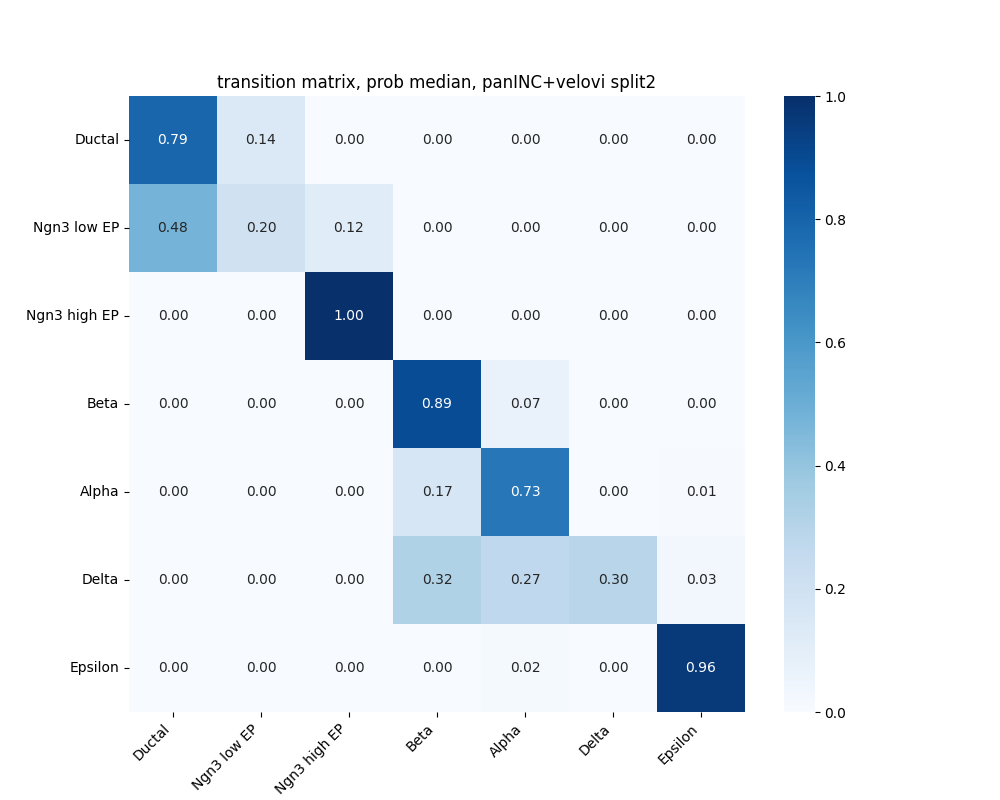 transition matrix, prob median, panINC+velovi split2
Ductal 0.79 0.14 0.00 0.00 0.00 0.00 0.00
Ngn3 low EP 0.48 0.20 0.12 0.00 0.00 0.00 0.00
Ngn3 high EP 0.00 0.00 1.00 0.00 0.00 0.00 0.00
Beta 0.00 0.00 0.00 0.89 0.07 0.00 0.00
Alpha 0.00 0.00 0.00 0.17 0.73 0.00 0.01
Delta 0.00 0.00 0.00 0.32 0.27 0.30 0.03
Epsilon 0.00 0.00 0.00 0.00 0.02 0.00 0.96
Ductal Ngn3 low EP Ngn3 high EP Beta Alpha Delta Epsilon
1.0
0.8
0.6
0.4
0.2
0.0